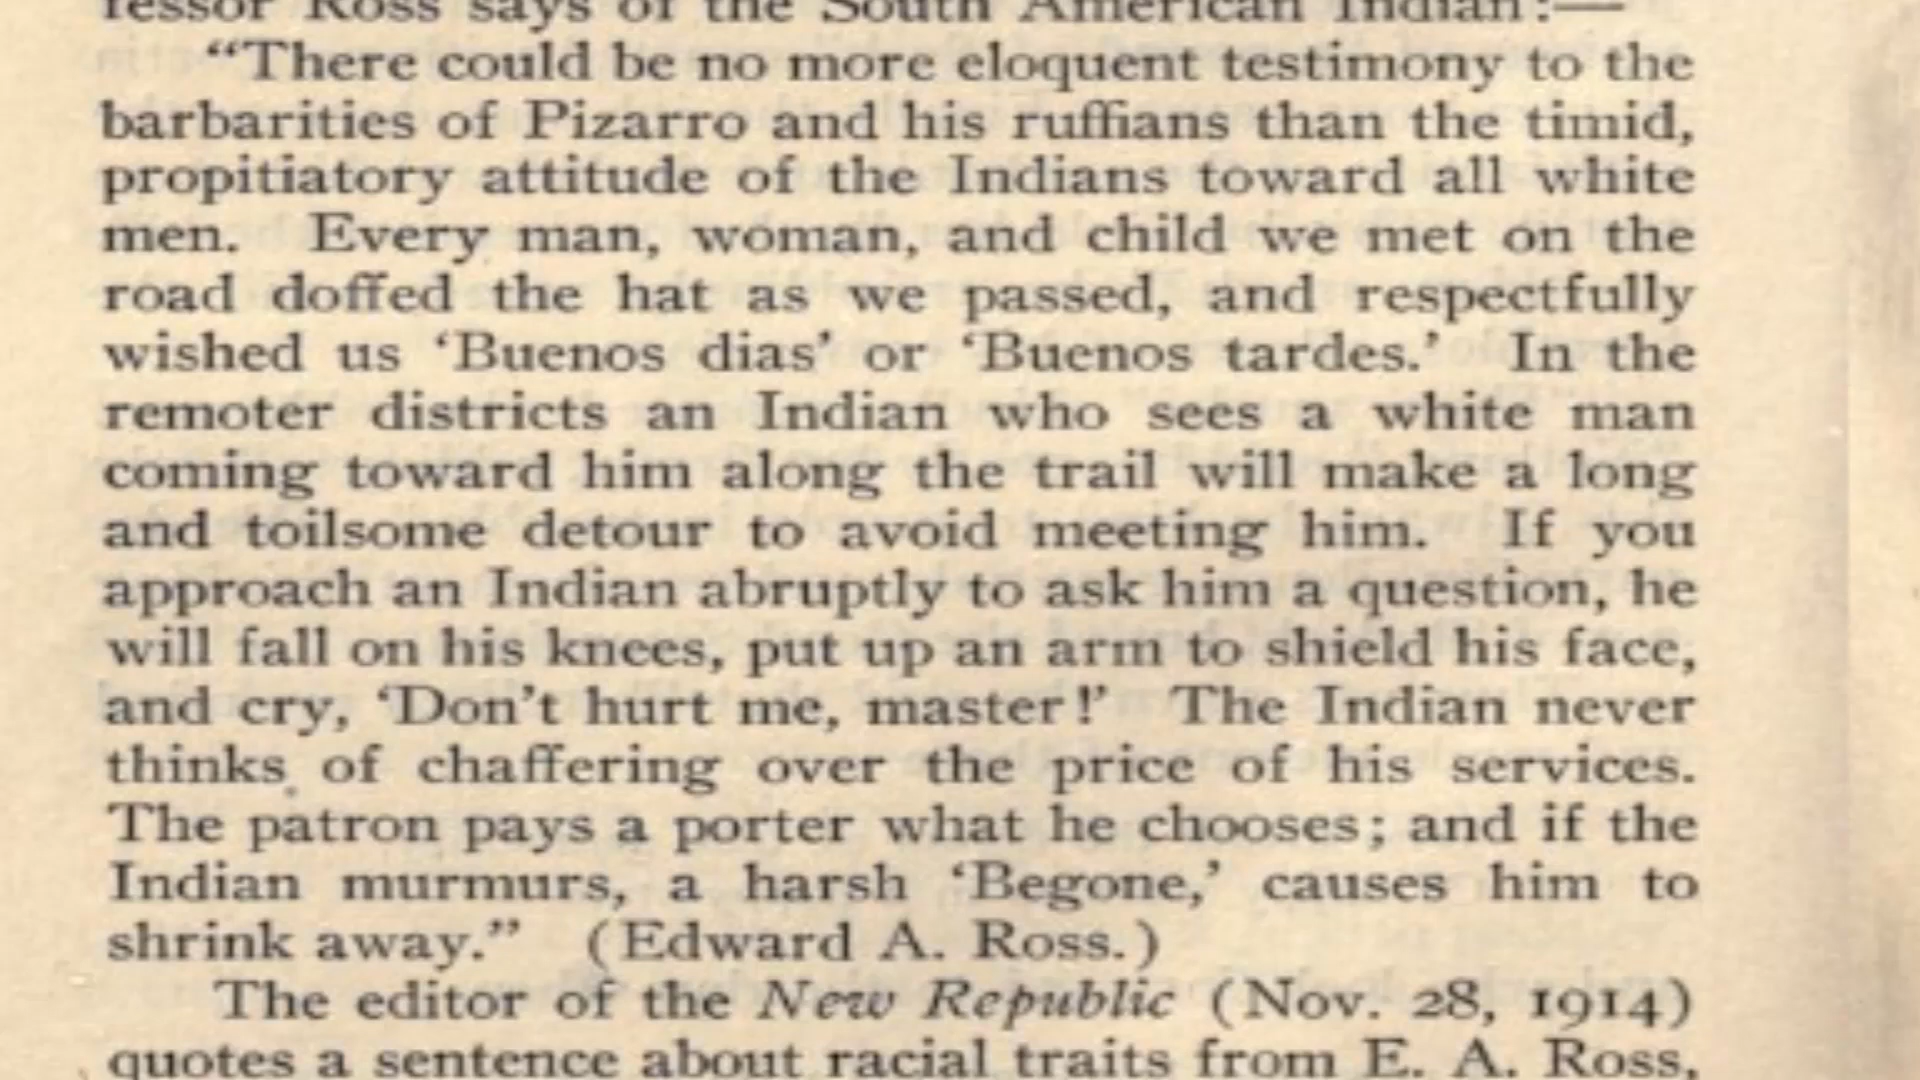 fessor Ross says of the South American Indian:—
“There could be no more eloquent testimony to the
barbarities of Pizarro and his ruffians than the timid,
propitiatory attitude of the Indians toward all white
men. Every man, woman, and child we met on the
road doffed the hat as we passed, and respectfully
wished us ‘Buenos dias’ or ‘Buenos tardes.’ In the
remoter districts an Indian who sees a white man
coming toward him along the trail will make a long
and toilsome detour to avoid meeting him. If you
approach an Indian abruptly to ask him a question, he
will fall on his knees, put up an arm to shield his face,
and cry, ‘Don’t hurt me, master!’ The Indian never
thinks of chaffering over the price of his services.
The patron pays a porter what he chooses; and if the
Indian murmurs, a harsh ‘Begone,’ causes him to
shrink away.” (Edward A. Ross.)
The editor of the New Republic (Nov. 28, 1914)
quotes a sentence about racial traits from E. A. Ross,